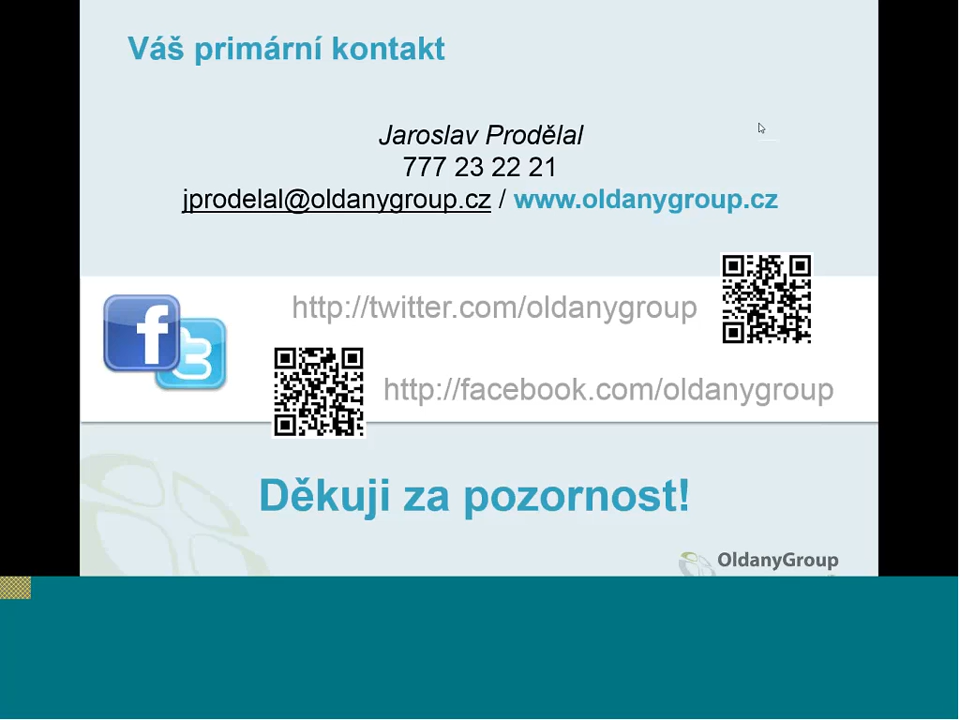 Váš primární kontakt
Jaroslav Prodělal
777 23 22 21
jprodelal@oldanygroup.cz / www.oldanygroup.cz
http://twitter.com/oldanygroup
http://facebook.com/oldanygroup
Děkuji za pozornost!
OldanyGroup